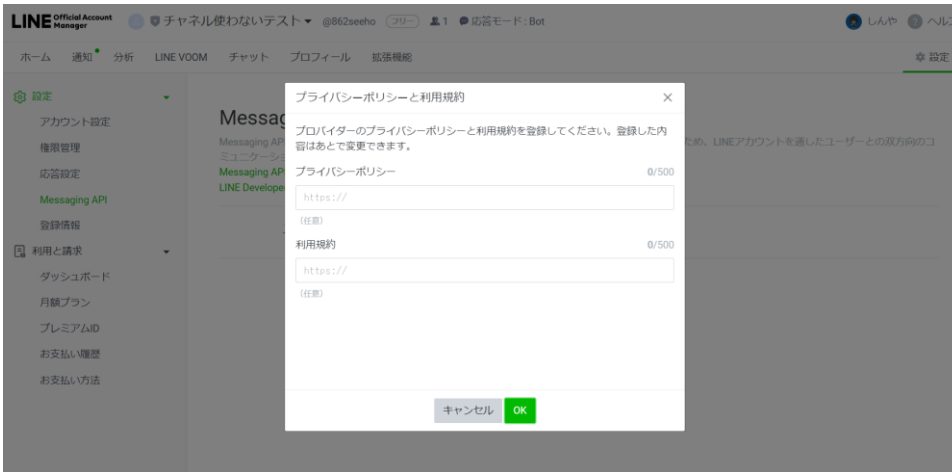 LINE Official Account Manager
チャネル使わないテスト @862seeho フリー 1 応答モード : Bot
しんや
ヘルプ
ホーム 通知 分析 LINE VOOM チャット プロフィール 拡張機能 設定
設定
アカウント設定
権限管理
応答設定
Messaging API
登録情報
利用と請求
ダッシュボード
月額プラン
プレミアムID
お支払い履歴
お支払い方法
Messag
Messaging AP
ため、LINEアカウントを通したユーザーとの双方向のコ
ミュニケーシ
Messaging AP
LINE Develope
プライバシーポリシーと利用規約
プロバイダーのプライバシーポリシーと利用規約を登録してください。登録した内
容はあとで変更できます。
プライバシーポリシー 0/500
https://
(任意)
利用規約 0/500
https://
(任意)
キャンセル OK